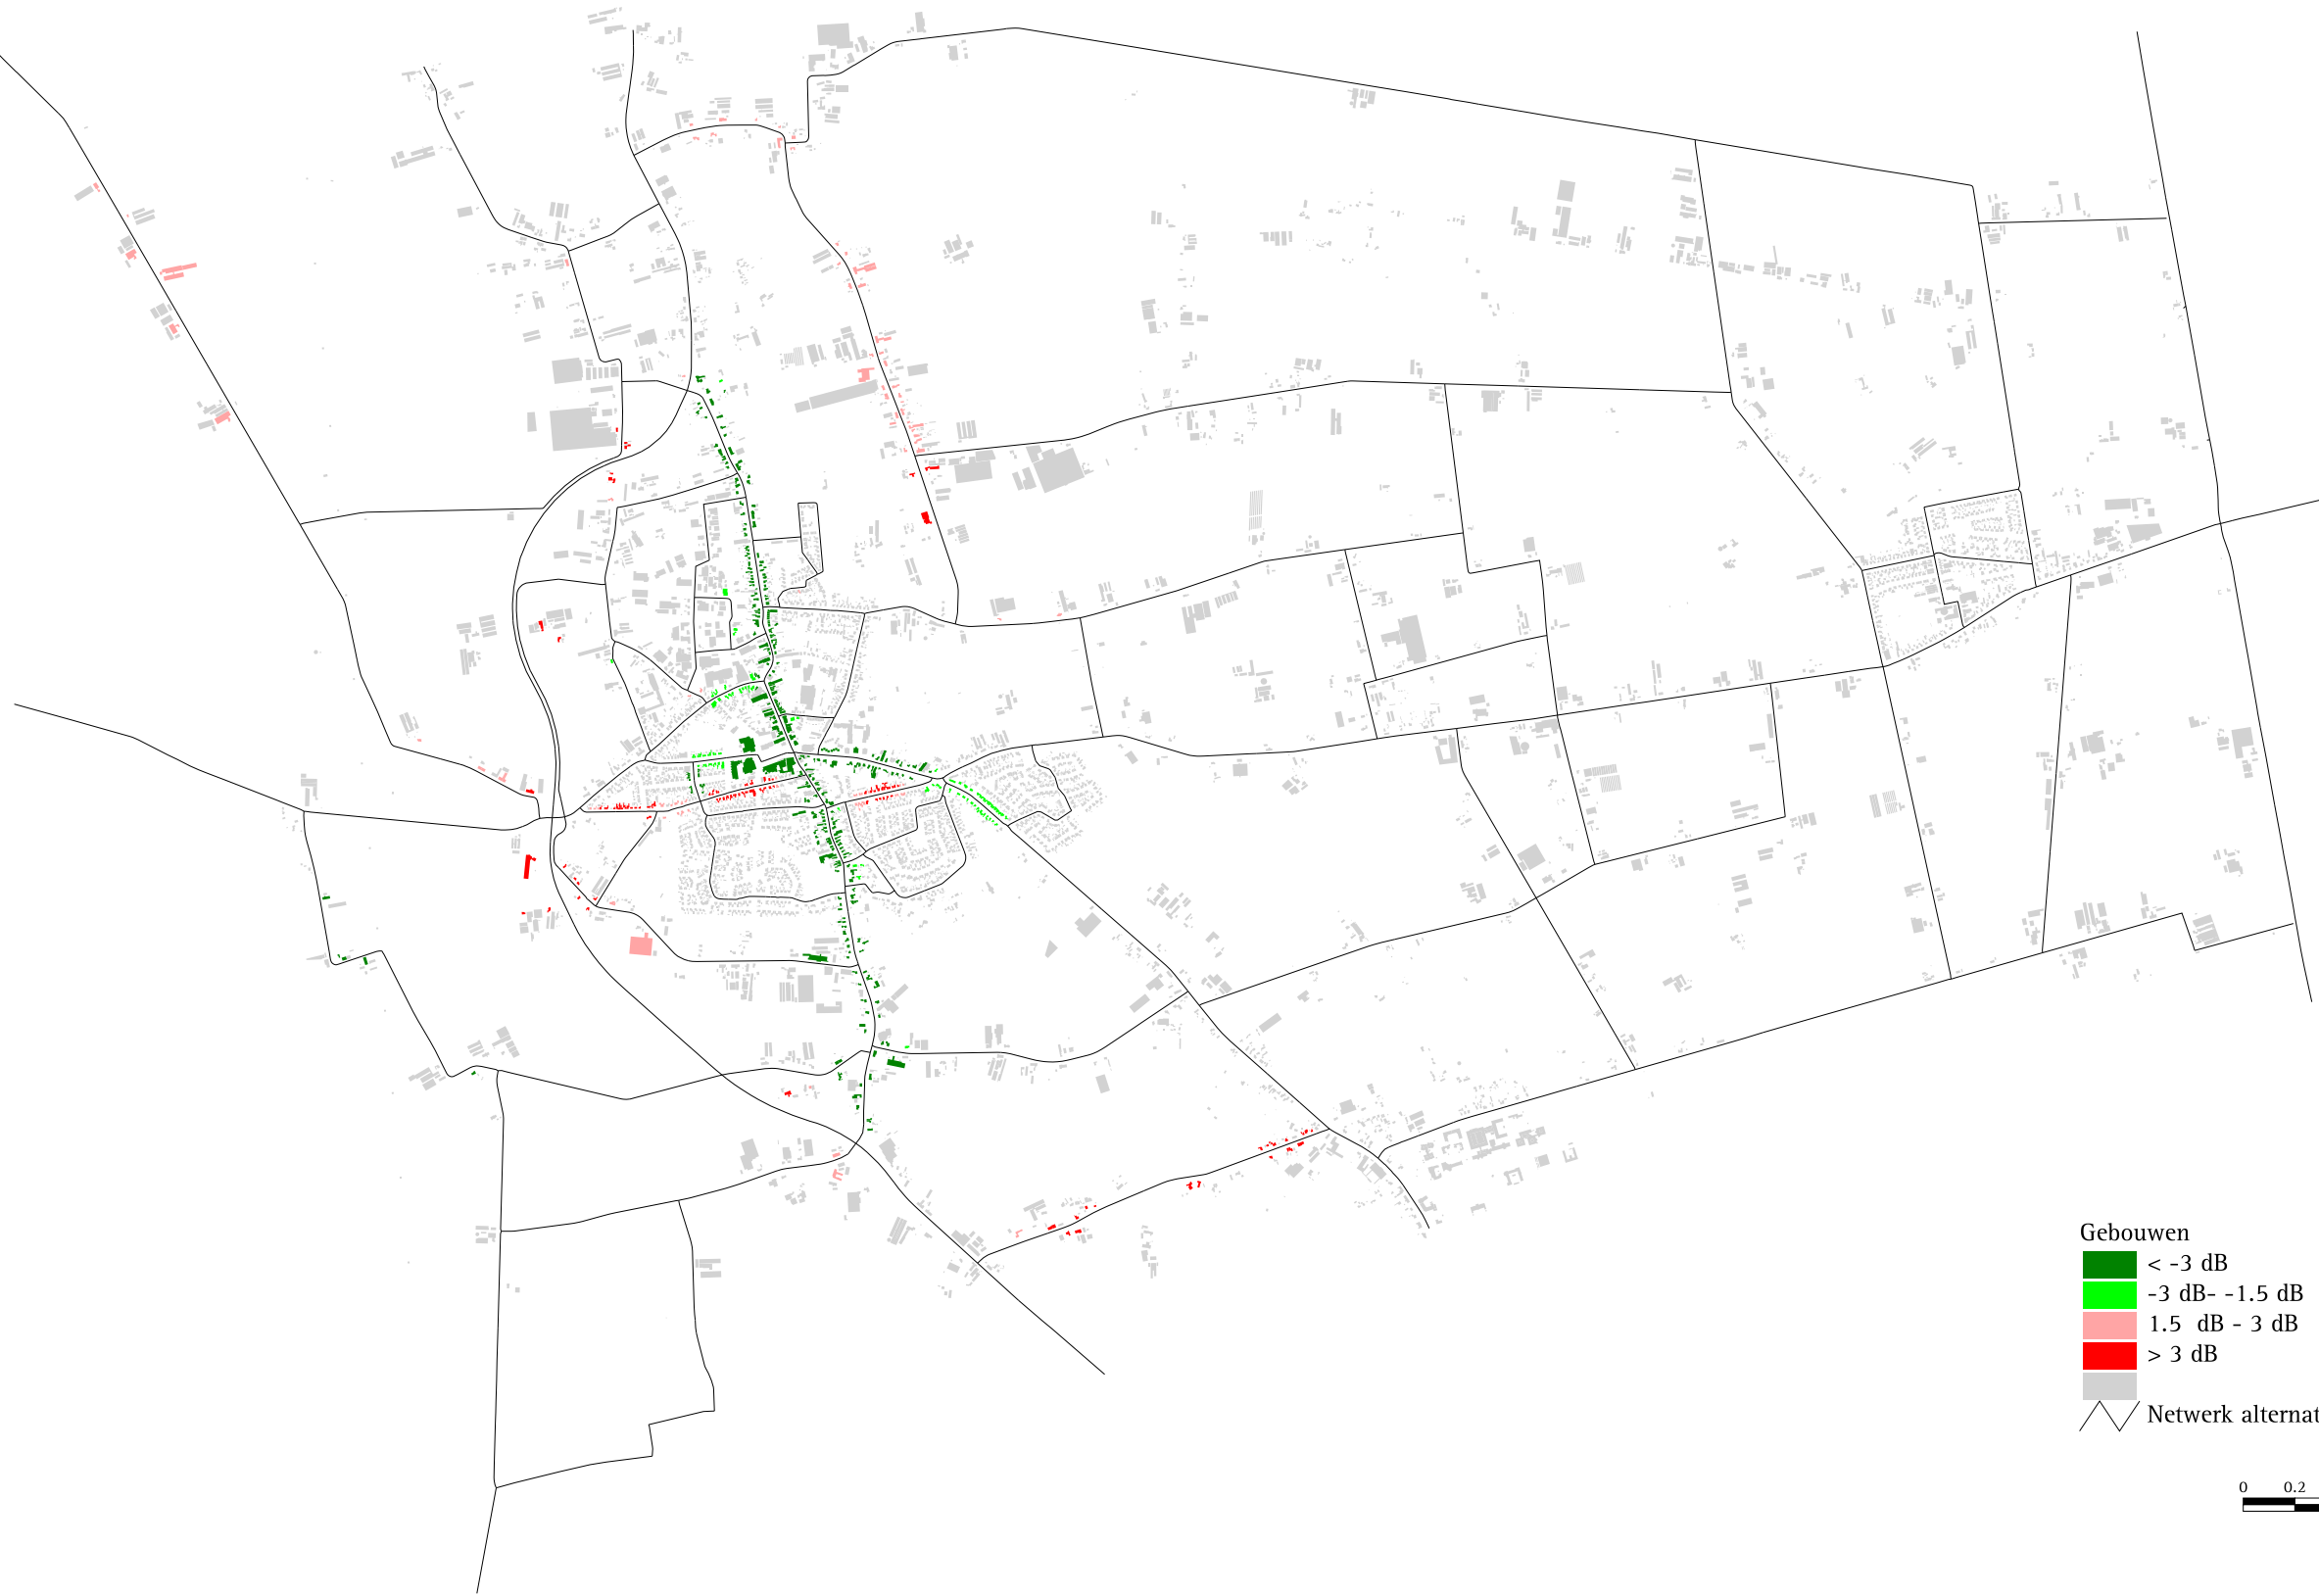 Gebouwen
< -3 dB
-3 dB- -1.5 dB
1.5 dB - 3 dB
> 3 dB
Netwerk alternat
0 0.2